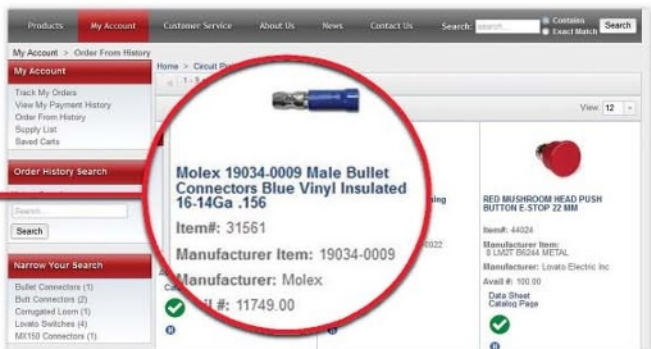 Products
My Account
Customer Service
About Us
News
Contact Us
Search:
Contains
Exact Match
Search
My Account > Order From History
My Account
Track My Orders
View My Payment History
Order From History
Supply List
Saved Carts
Order History Search
Search
Narrow Your Search
Bullet Connectors (1)
Butt Connectors (2)
Corrugated Loom (1)
Lovato Switches (4)
MX150 Connectors (1)
Home > Circuit
View: 12
Molex 19034-0009 Male Bullet
Connectors Blue Vinyl Insulated
16-14Ga .156
Item#: 31561
Manufacturer Item: 19034-0009
Manufacturer: Molex
#: 11749.00
RED MUSHROOM HEAD PUSH
BUTTON E-STOP 22 MM
Item#: 44024
Manufacturer Item:
8 LM2T B6244 METAL
Manufacturer: Lovato Electric Inc
Avail #: 100.00
Data Sheet
Catalog Page